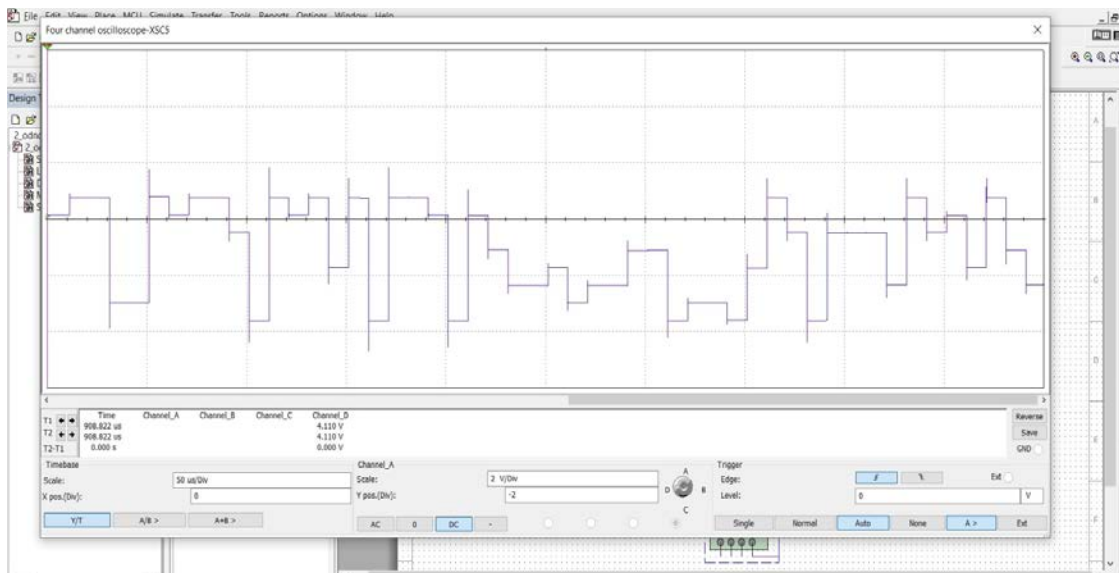 File Edit View Place MCU Simulate Transfer Tools Reports Options Window Help
Four channel oscilloscope-XSC5
Design
2_odno
Time Channel_A Channel_B Channel_C Channel_D
T1 908.822 us 4.110 V
T2 908.822 us 4.110 V
T2-T1 0.000 s 0.000 V
Reverse
Save
GND
Timebase
Scale: 50 us/Div
X pos.(Div): 0
Y/T A/B > A+B >
Channel_A
Scale: 2 V/Div
Y pos.(Div): -2
AC 0 DC -
A
D B
C
Trigger
Edge: Ext
Level: 0 V
Single Normal Auto None A > Ext